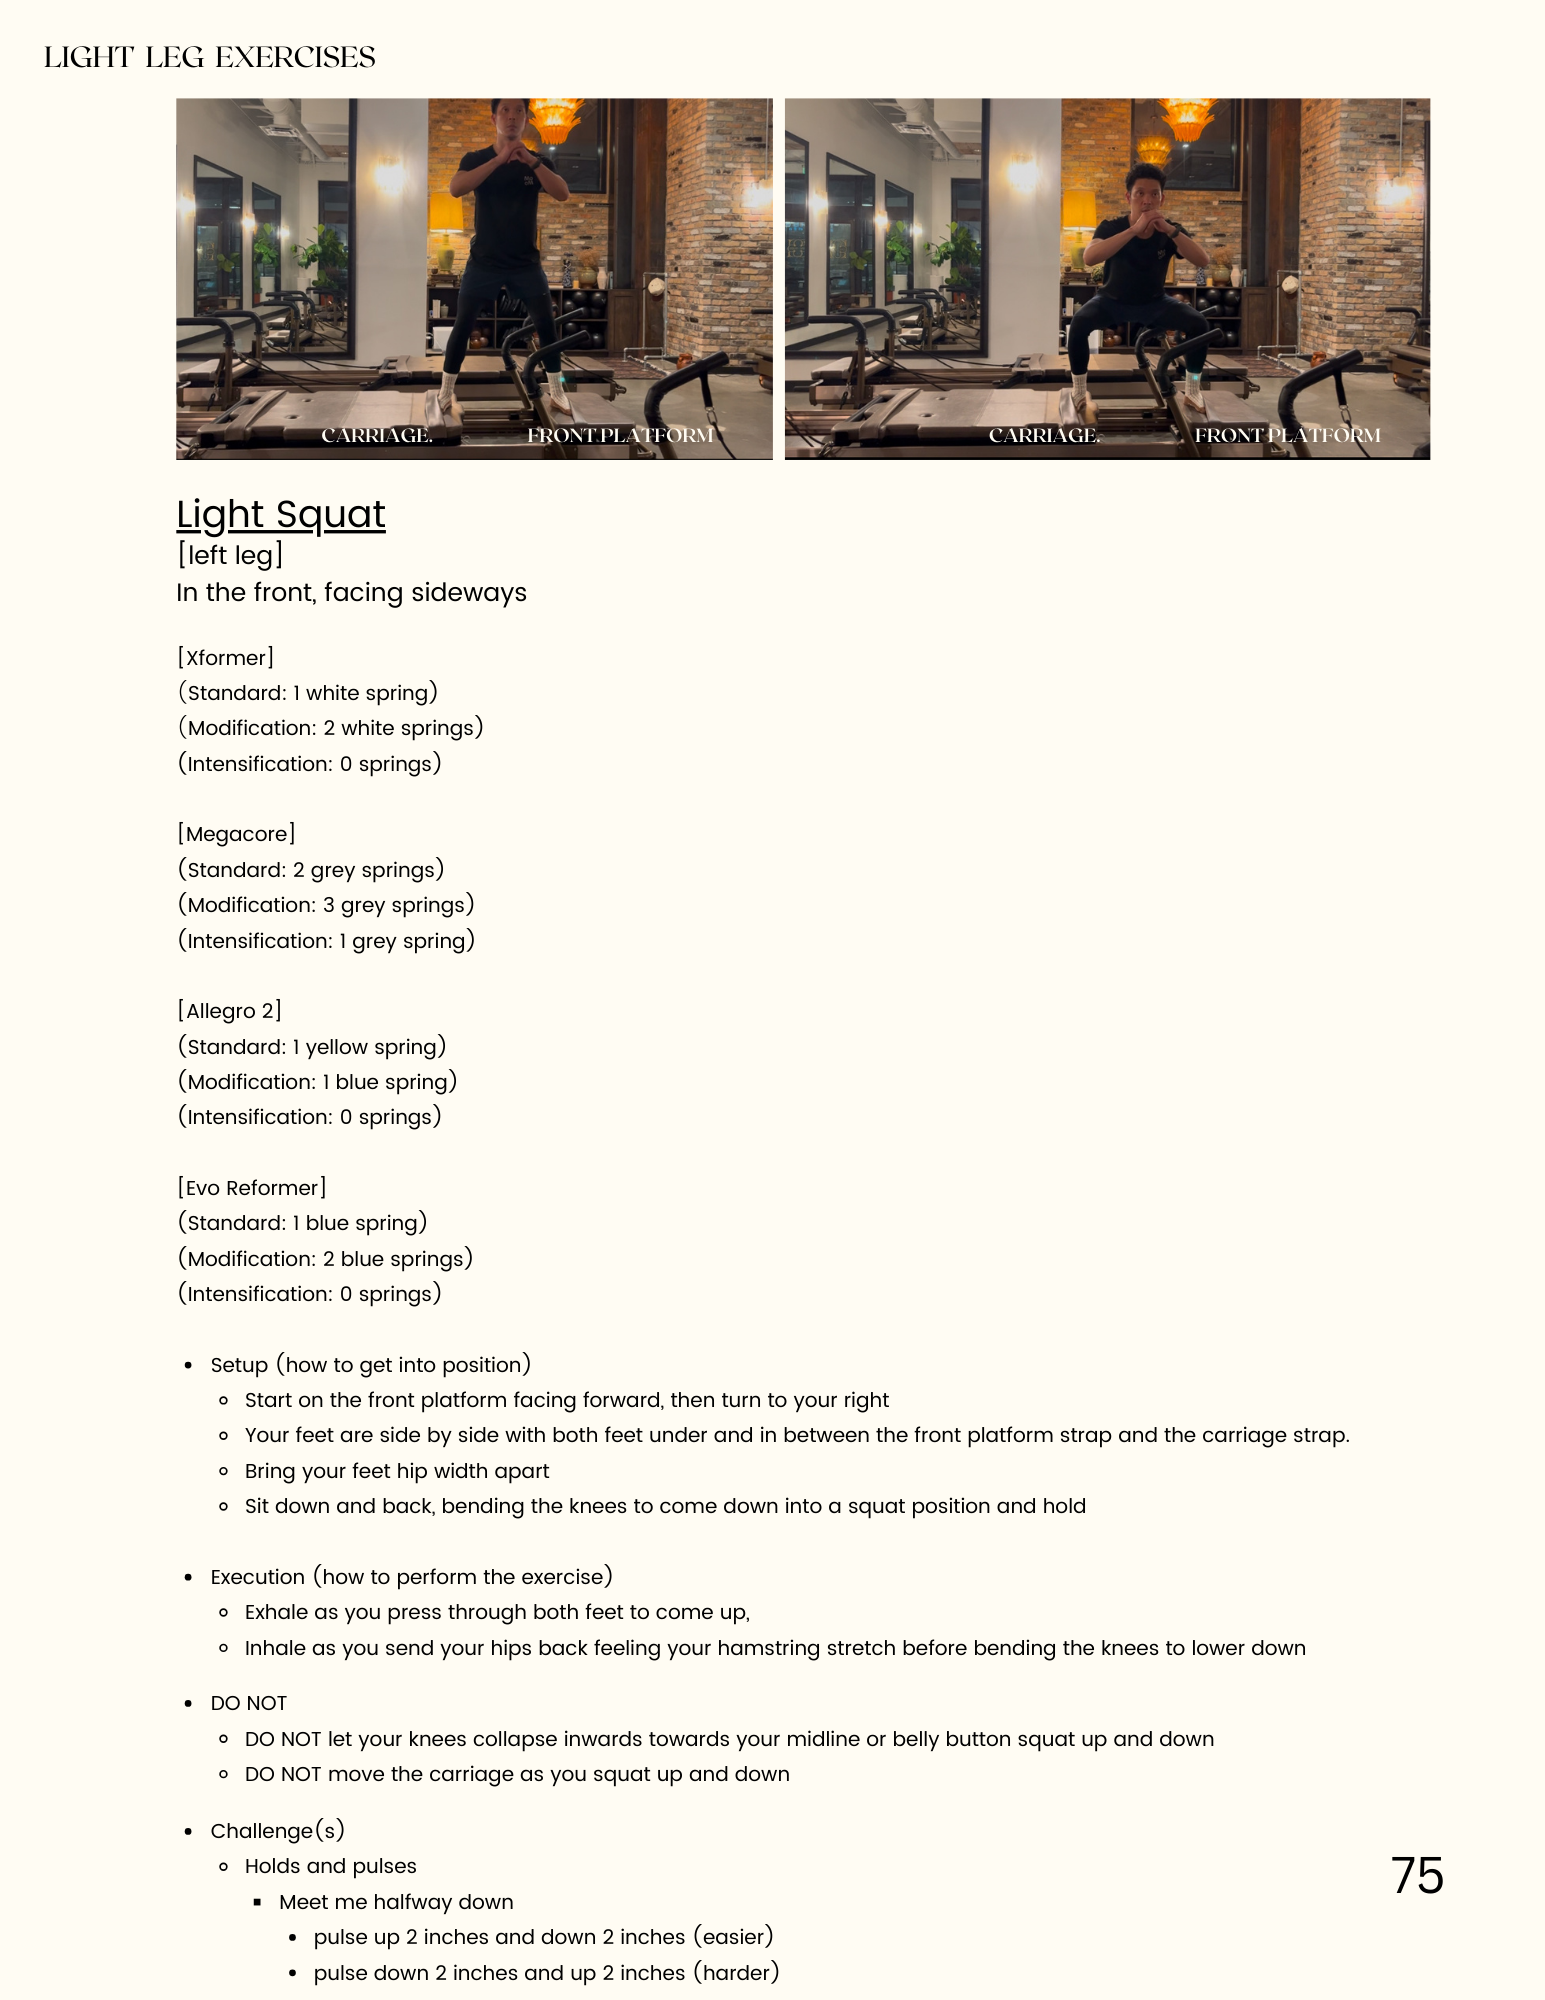 LIGHT LEG EXERCISES
CARRIAGE.
FRONT PLATFORM
CARRIAGE.
FRONT PLATFORM
Light Squat
[left leg]
In the front, facing sideways
[Xformer]
(Standard: 1 white spring)
(Modification: 2 white springs)
(Intensification: 0 springs)
[Megacore]
(Standard: 2 grey springs)
(Modification: 3 grey springs)
(Intensification: 1 grey spring)
[Allegro 2]
(Standard: 1 yellow spring)
(Modification: 1 blue spring)
(Intensification: 0 springs)
[Evo Reformer]
(Standard: 1 blue spring)
(Modification: 2 blue springs)
(Intensification: 0 springs)
• Setup (how to get into position)
◦ Start on the front platform facing forward, then turn to your right
◦ Your feet are side by side with both feet under and in between the front platform strap and the carriage strap.
◦ Bring your feet hip width apart
◦ Sit down and back, bending the knees to come down into a squat position and hold
• Execution (how to perform the exercise)
◦ Exhale as you press through both feet to come up,
◦ Inhale as you send your hips back feeling your hamstring stretch before bending the knees to lower down
• DO NOT
◦ DO NOT let your knees collapse inwards towards your midline or belly button squat up and down
◦ DO NOT move the carriage as you squat up and down
• Challenge(s)
◦ Holds and pulses
▪ Meet me halfway down
• pulse up 2 inches and down 2 inches (easier)
• pulse down 2 inches and up 2 inches (harder)
75